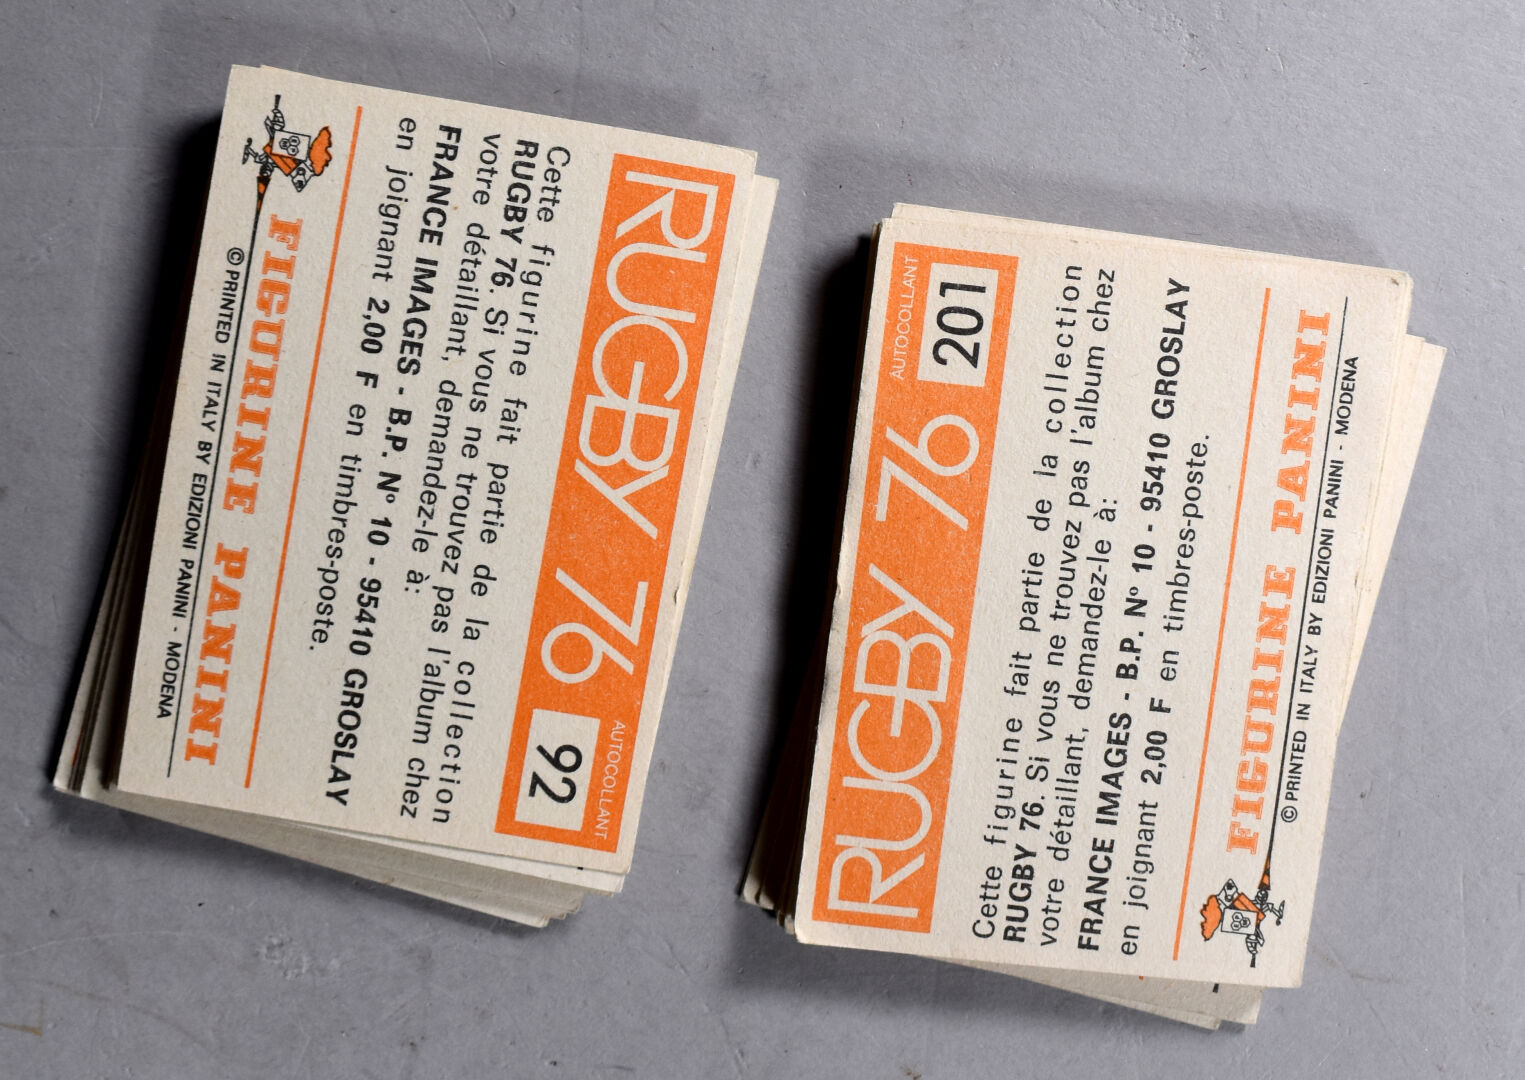 RUGBY 76
AUTOCOLLANT
92
Cette figurine fait partie de la collection
RUGBY 76. Si vous ne trouvez pas l'album chez
votre détaillant, demandez-le à:
FRANCE IMAGES - B.P. N° 10 - 95410 GROSLAY
en joignant 2,00 F en timbres-poste.
FIGURINE PANINI
©PRINTED IN ITALY BY EDIZIONI PANINI - MODENA
RUGBY 76
AUTOCOLLANT
201
Cette figurine fait partie de la collection
RUGBY 76. Si vous ne trouvez pas l'album chez
votre détaillant, demandez-le à:
FRANCE IMAGES - B.P. N° 10 - 95410 GROSLAY
en joignant 2,00 F en timbres-poste.
FIGURINE PANINI
©PRINTED IN ITALY BY EDIZIONI PANINI - MODENA